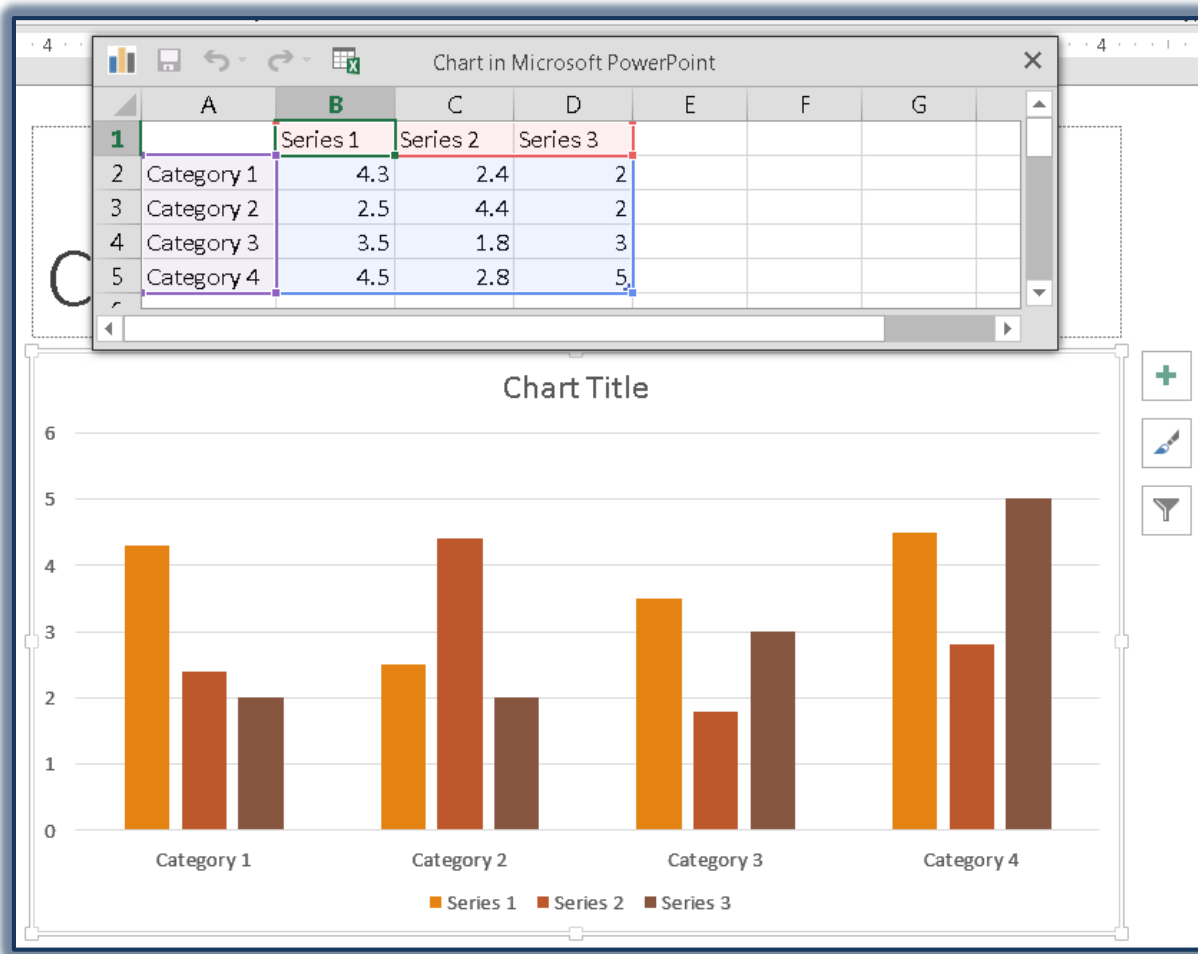 4 4
Chart in Microsoft PowerPoint
A B C D E F G
1 Series 1 Series 2 Series 3
2 Category 1 4.3 2.4 2
3 Category 2 2.5 4.4 2
4 Category 3 3.5 1.8 3
5 Category 4 4.5 2.8 5
C
Chart Title
6
5
4
3
2
1
0
Category 1 Category 2 Category 3 Category 4
Series 1 Series 2 Series 3